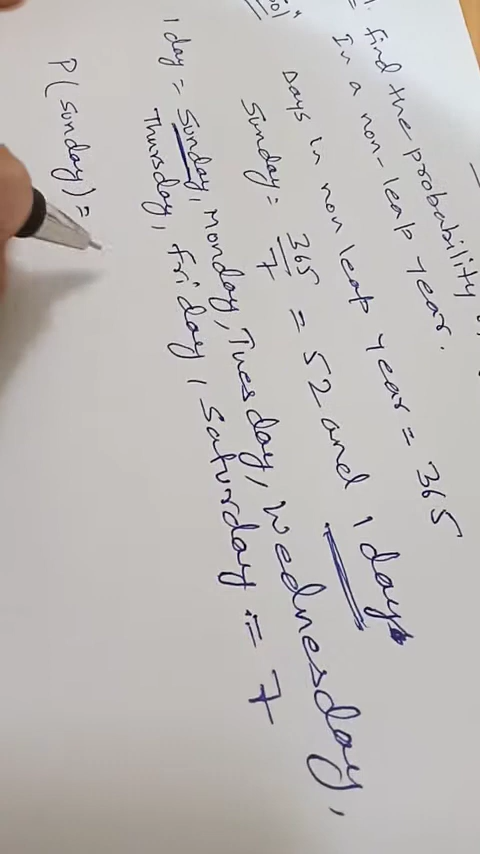 1. find the probability
In a non-leap year.
Days in non leap year = 365
Sunday = 365/7 = 52 and 1 day
1 day = Sunday, Monday, Tuesday, Wednesday,
Thursday, friday, Saturday = 7
P(Sunday) =